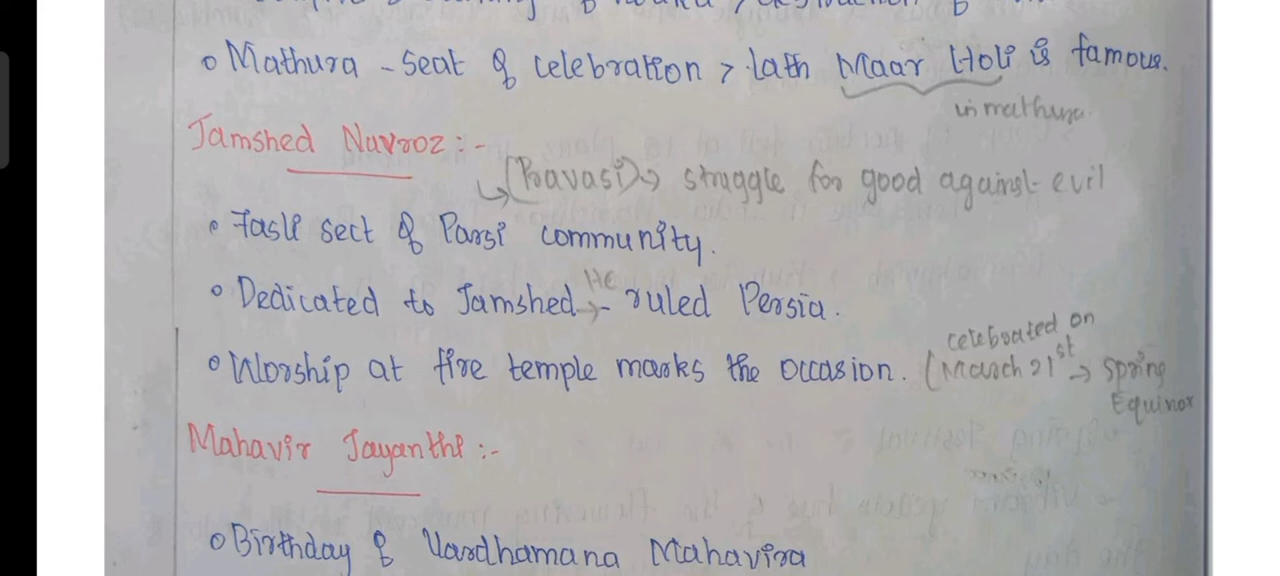 • Mathura - Seat of celebration > lath Maar Holi is famous.
in mathura
Jamshed Navroz :-
↳ (Pravasi) → struggle for good against evil
• Fasli sect of Parsi community.
• Dedicated to Jamshed → He ruled Persia.
• Worship at fire temple marks the occasion. (celebrated on
March 21st → spring
Equinox
Mahavir Jayanthi :-
• Birthday of Vardhamana Mahavira